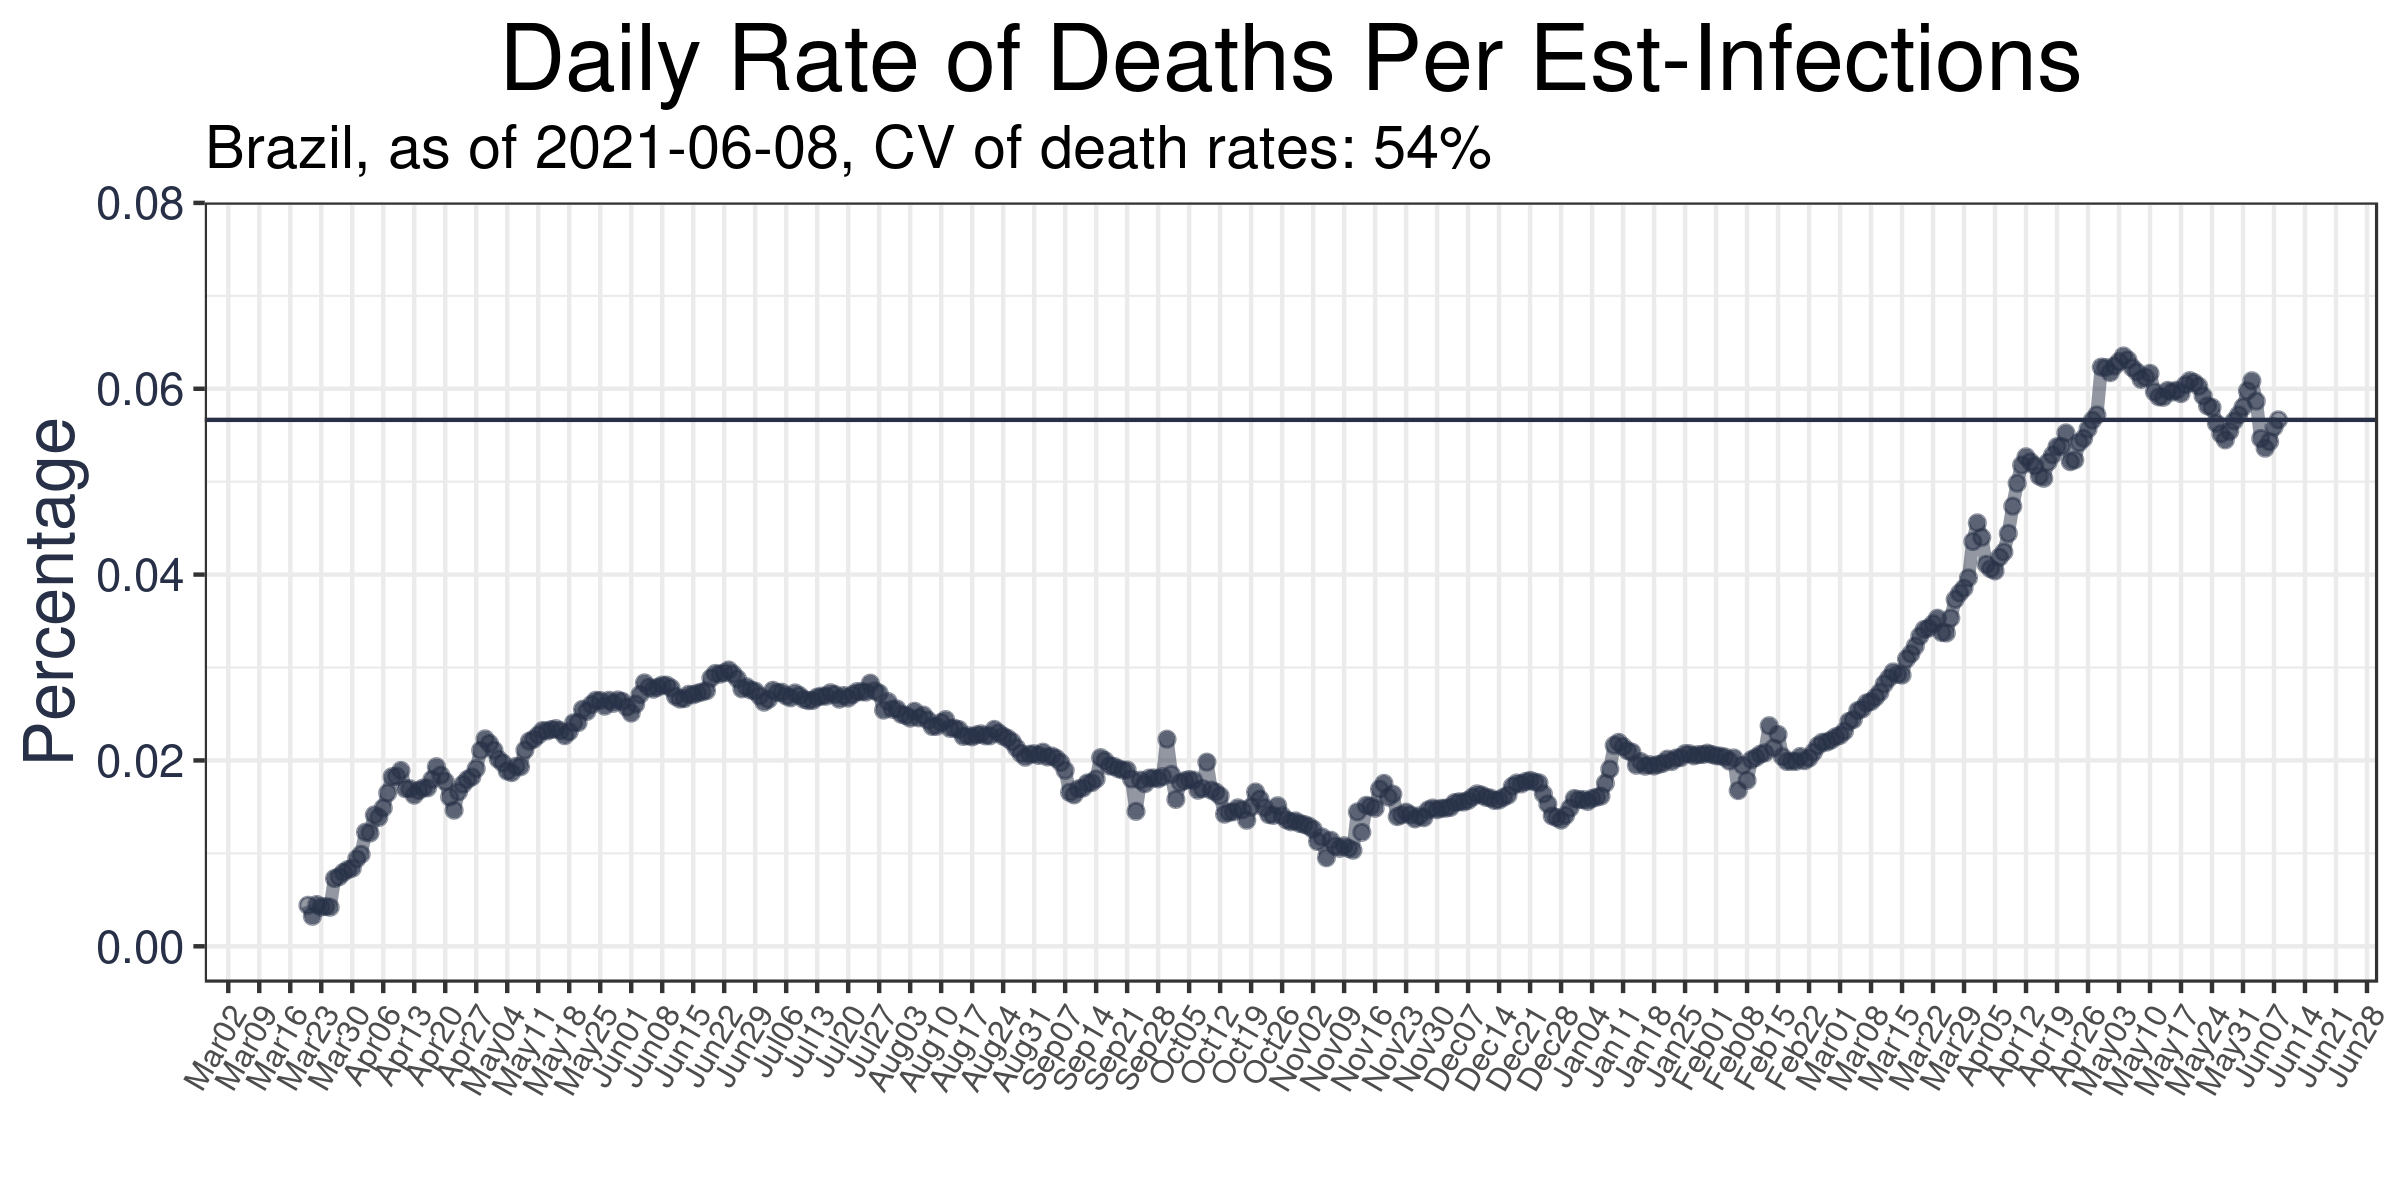 Daily Rate of Deaths Per Est-Infections
Brazil, as of 2021-06-08, CV of death rates: 54%
Percentage
0.08
0.06
0.04
0.02
0.00
Mar02
Mar09
Mar16
Mar23
Mar30
Apr06
Apr13
Apr20
Apr27
May04
May11
May18
May25
Jun01
Jun08
Jun15
Jun22
Jun29
Jul06
Jul13
Jul20
Jul27
Aug03
Aug10
Aug17
Aug24
Aug31
Sep07
Sep14
Sep21
Sep28
Oct05
Oct12
Oct19
Oct26
Nov02
Nov09
Nov16
Nov23
Nov30
Dec07
Dec14
Dec21
Dec28
Jan04
Jan11
Jan18
Jan25
Feb01
Feb08
Feb15
Feb22
Mar01
Mar08
Mar15
Mar22
Mar29
Apr05
Apr12
Apr19
Apr26
May03
May10
May17
May24
May31
Jun07
Jun14
Jun21
Jun28